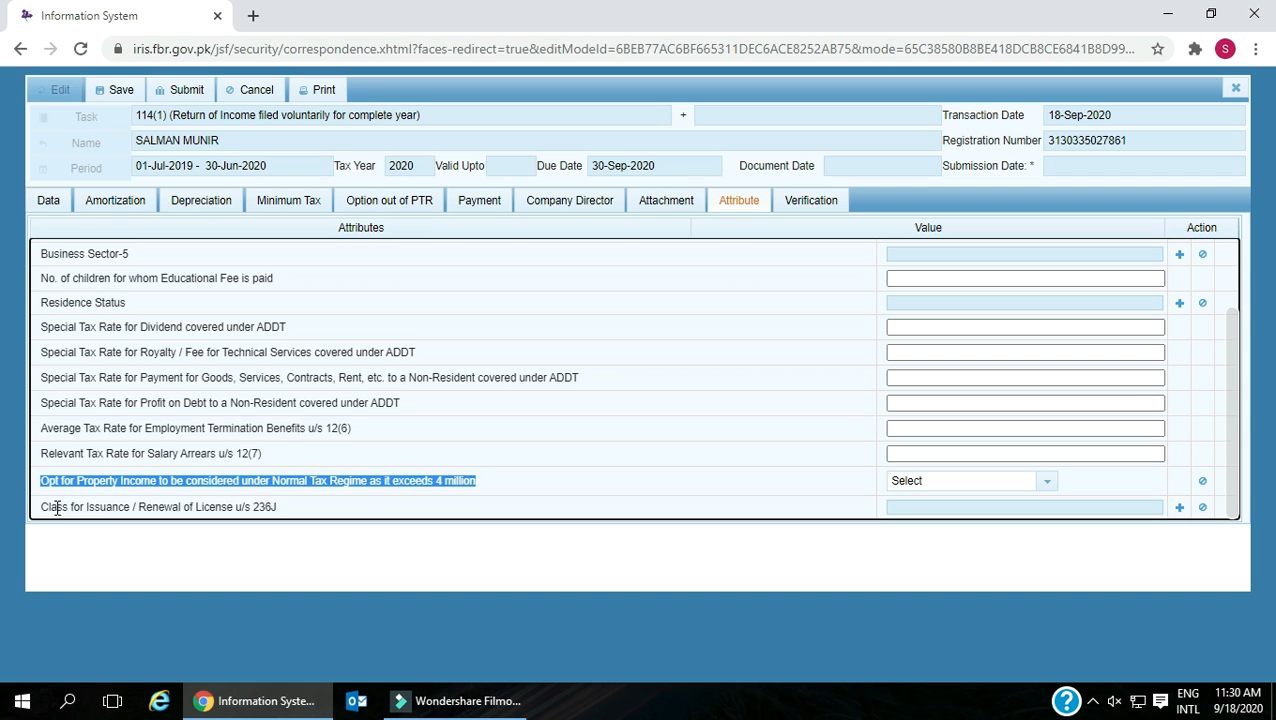 Information System
iris.fbr.gov.pk/jsf/security/correspondence.xhtml?faces-redirect=true&editModeId=6BEB77AC6BF665311DEC6ACE8252AB75&mode=65C38580B8BE418DCB8CE6841B8D99...
S
Edit Save Submit Cancel Print
Task 114(1) (Return of Income filed voluntarily for complete year) + Transaction Date 18-Sep-2020
Name SALMAN MUNIR Registration Number 3130335027861
Period 01-Jul-2019 - 30-Jun-2020 Tax Year 2020 Valid Upto Due Date 30-Sep-2020 Document Date Submission Date: *
Data Amortization Depreciation Minimum Tax Option out of PTR Payment Company Director Attachment Attribute Verification
Attributes Value Action
Business Sector-5
No. of children for whom Educational Fee is paid
Residence Status
Special Tax Rate for Dividend covered under ADDT
Special Tax Rate for Royalty / Fee for Technical Services covered under ADDT
Special Tax Rate for Payment for Goods, Services, Contracts, Rent, etc. to a Non-Resident covered under ADDT
Special Tax Rate for Profit on Debt to a Non-Resident covered under ADDT
Average Tax Rate for Employment Termination Benefits u/s 12(6)
Relevant Tax Rate for Salary Arrears u/s 12(7)
Opt for Property Income to be considered under Normal Tax Regime as it exceeds 4 million Select
Class for Issuance / Renewal of License u/s 236J
Information Syste... Wondershare Filmo... ENG 11:30 AM
INTL 9/18/2020